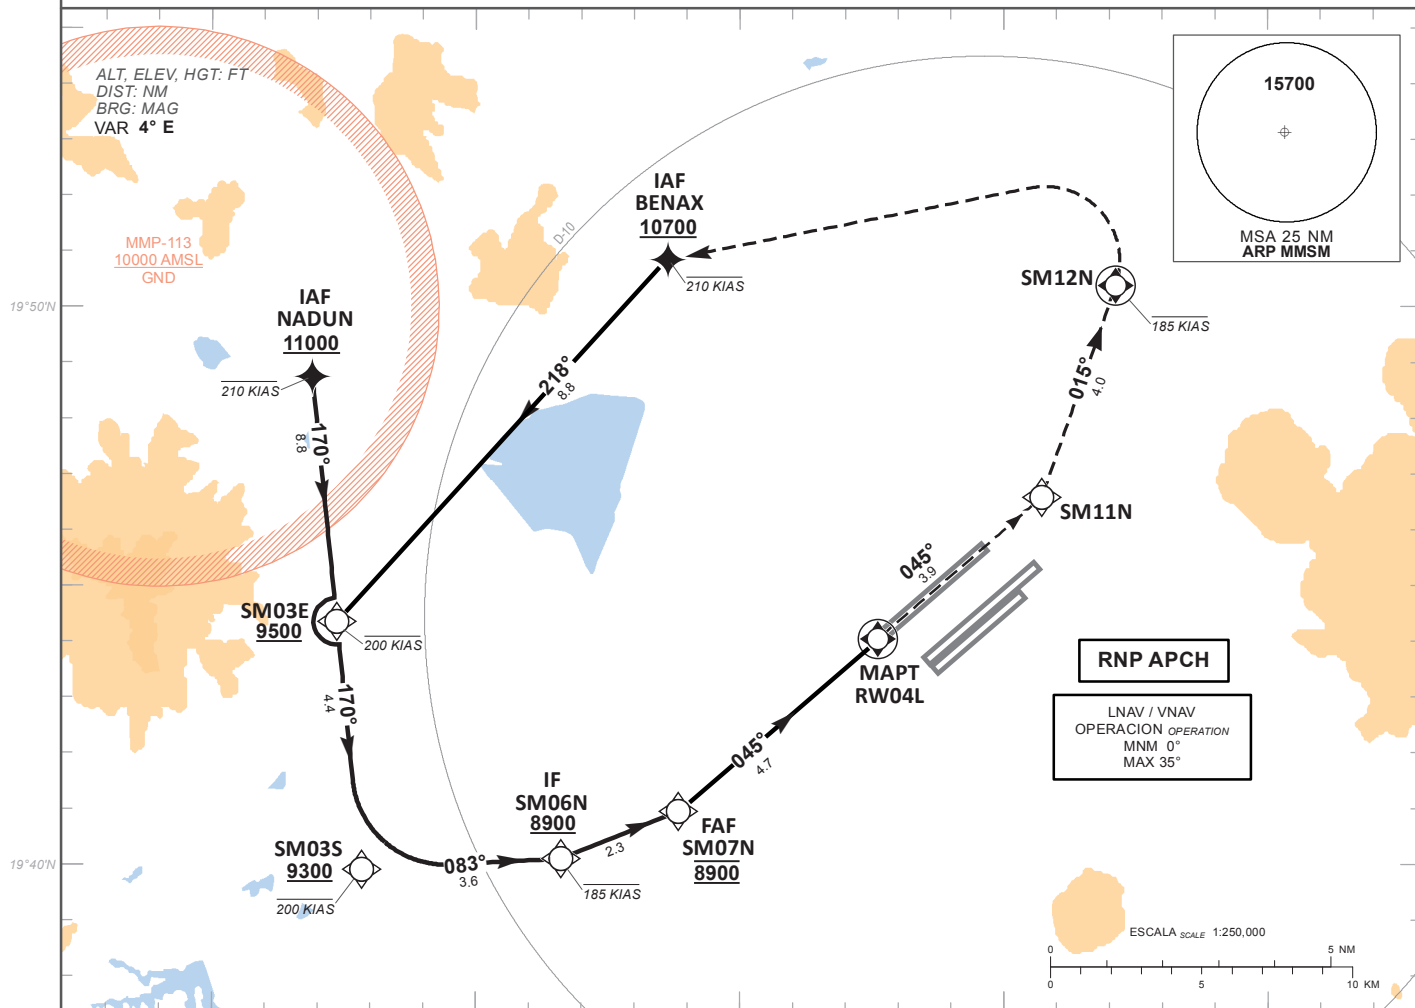 ALT, ELEV, HGT: FT
DIST: NM
BRG: MAG
VAR 4° E
15700
MSA 25 NM
ARP MMSM
MMP-113
10000 AMSL
GND
D-10
IAF
BENAX
10700
210 KIAS
SM12N
185 KIAS
19°50'N
IAF
NADUN
11000
210 KIAS
218°
8.8
015°
4.0
170°
8.8
SM11N
045°
3.9
SM03E
9500
200 KIAS
MAPT
RW04L
RNP APCH
LNAV / VNAV
OPERACION OPERATION
MNM 0°
MAX 35°
170°
4.4
045°
4.7
IF
SM06N
8900
185 KIAS
FAF
SM07N
8900
2.3
SM03S
9300
200 KIAS
083°
3.6
19°40'N
ESCALA SCALE 1:250,000
0 5 NM
0 5 10 KM